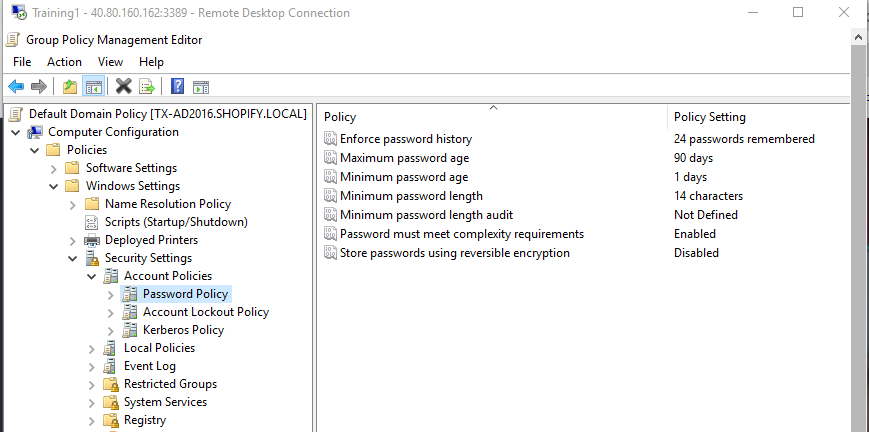 Training1 - 40.80.160.162:3389 - Remote Desktop Connection
Group Policy Management Editor
File Action View Help
Default Domain Policy [TX-AD2016.SHOPIFY.LOCAL]
Computer Configuration
Policies
Software Settings
Windows Settings
Name Resolution Policy
Scripts (Startup/Shutdown)
Deployed Printers
Security Settings
Account Policies
Password Policy
Account Lockout Policy
Kerberos Policy
Local Policies
Event Log
Restricted Groups
System Services
Registry
Policy Policy Setting
Enforce password history 24 passwords remembered
Maximum password age 90 days
Minimum password age 1 days
Minimum password length 14 characters
Minimum password length audit Not Defined
Password must meet complexity requirements Enabled
Store passwords using reversible encryption Disabled